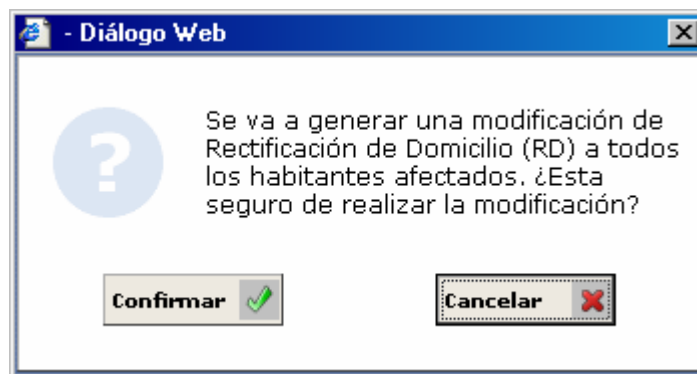 - Diálogo Web
Se va a generar una modificación de
Rectificación de Domicilio (RD) a todos
los habitantes afectados. ¿Esta
seguro de realizar la modificación?
Confirmar
Cancelar